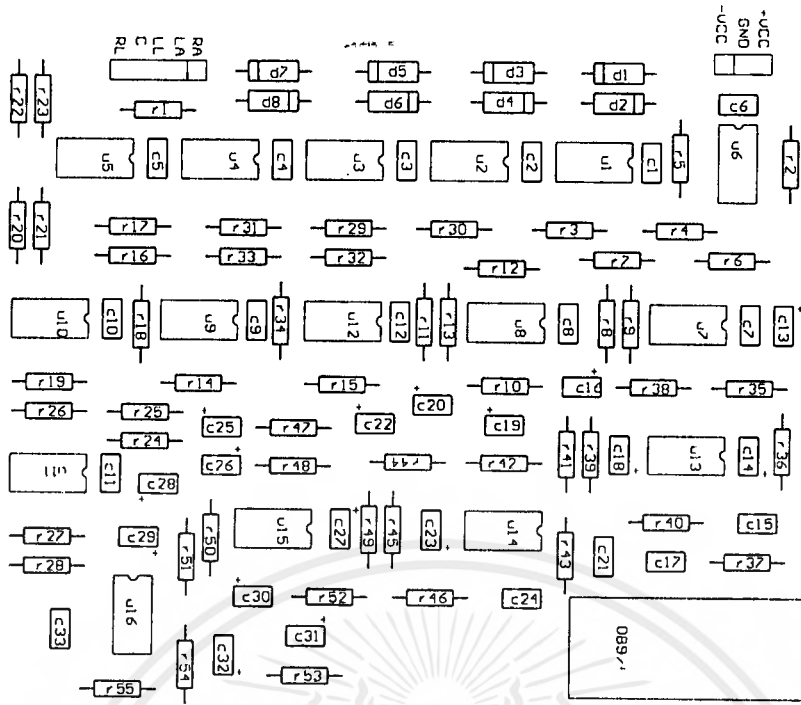 RL C LL LA RA
-VCC GND +VCC
d7 d5 d3 d1
r22 r23 r1 d8 d6 d4 d2 c6
u5 c5 u4 c4 u3 c3 u2 c2 u1 c1 r5 u6 r2
r20 r21 r17 r31 r29 r30 r3 r4
r16 r33 r32 r12 r7 r6
u10 c10 r18 u9 c9 r34 u12 c12 r11 r13 u8 c8 r8 r9 u7 c7 c13
r19 r14 r15 r10 c16 r38 r35
r26 r25 c25 r47 c22 c20 c19
r24
u11 c11 c28 c26 r48 r44 r42 r41 r39 c18 u13 c14 r36
r27 c29 r51 r50 u15 c27 r49 r45 c23 u14 r43 r40 c15
r28 c21 c17 r37
u16 c30 r52 r46 c24
c33 c32 c31
r55 r54 r53